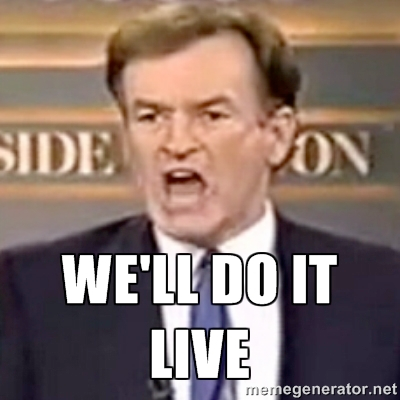 SIDE ON
WE'LL DO IT
LIVE
memegenerator.net